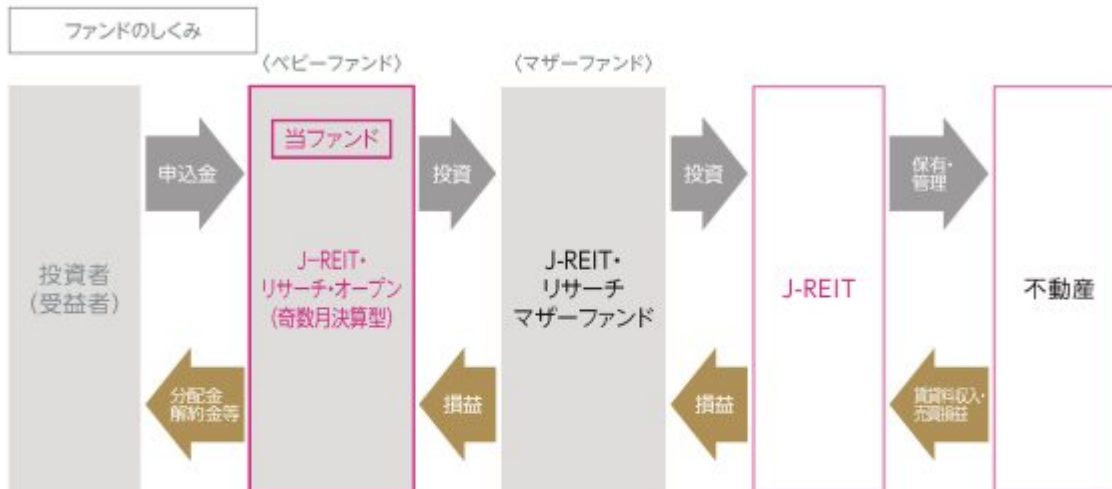 ファンドのしくみ
〈ベビーファンド〉
〈マザーファンド〉
投資者
(受益者)
申込金
分配金
解約金等
当ファンド
J-REIT・
リサーチ・オープン
(奇数月決算型)
投資
損益
J-REIT・
リサーチ
マザーファンド
投資
損益
J-REIT
保有・
管理
賃貸料収入・
売買損益
不動産